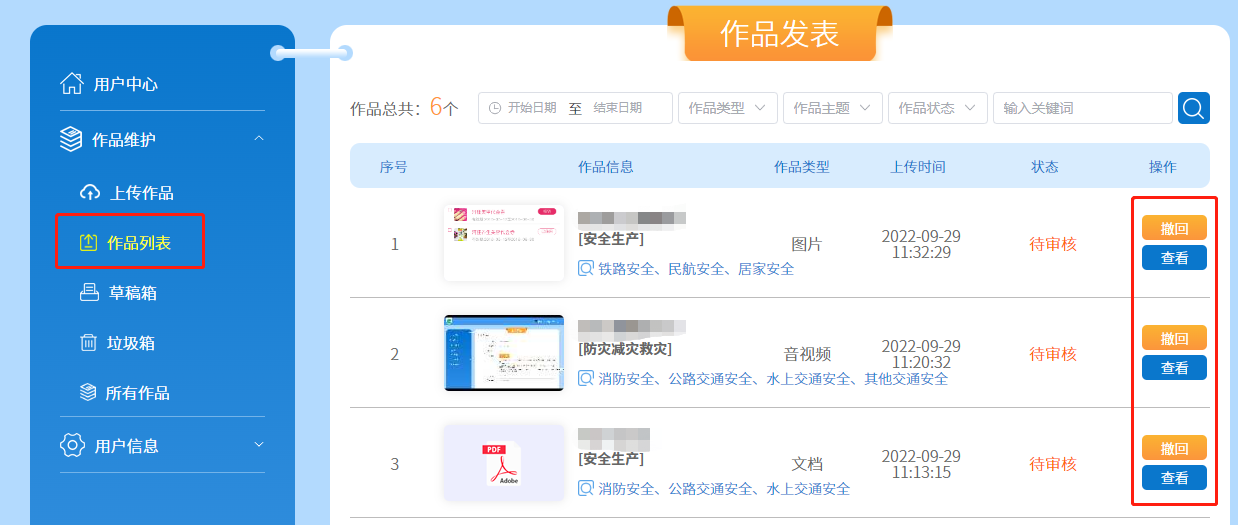 作品发表
用户中心
作品维护
上传作品
作品列表
草稿箱
垃圾箱
所有作品
用户信息
作品总共：6个
开始日期 至 结束日期
作品类型
作品主题
作品状态
输入关键词
序号 作品信息 作品类型 上传时间 状态 操作
1
[安全生产]
铁路安全、民航安全、居家安全
图片
2022-09-29
11:32:29
待审核
撤回
查看
2
[防灾减灾救灾]
消防安全、公路交通安全、水上交通安全、其他交通安全
音视频
2022-09-29
11:20:32
待审核
撤回
查看
3
PDF
Adobe
[安全生产]
消防安全、公路交通安全、水上交通安全
文档
2022-09-29
11:13:15
待审核
撤回
查看